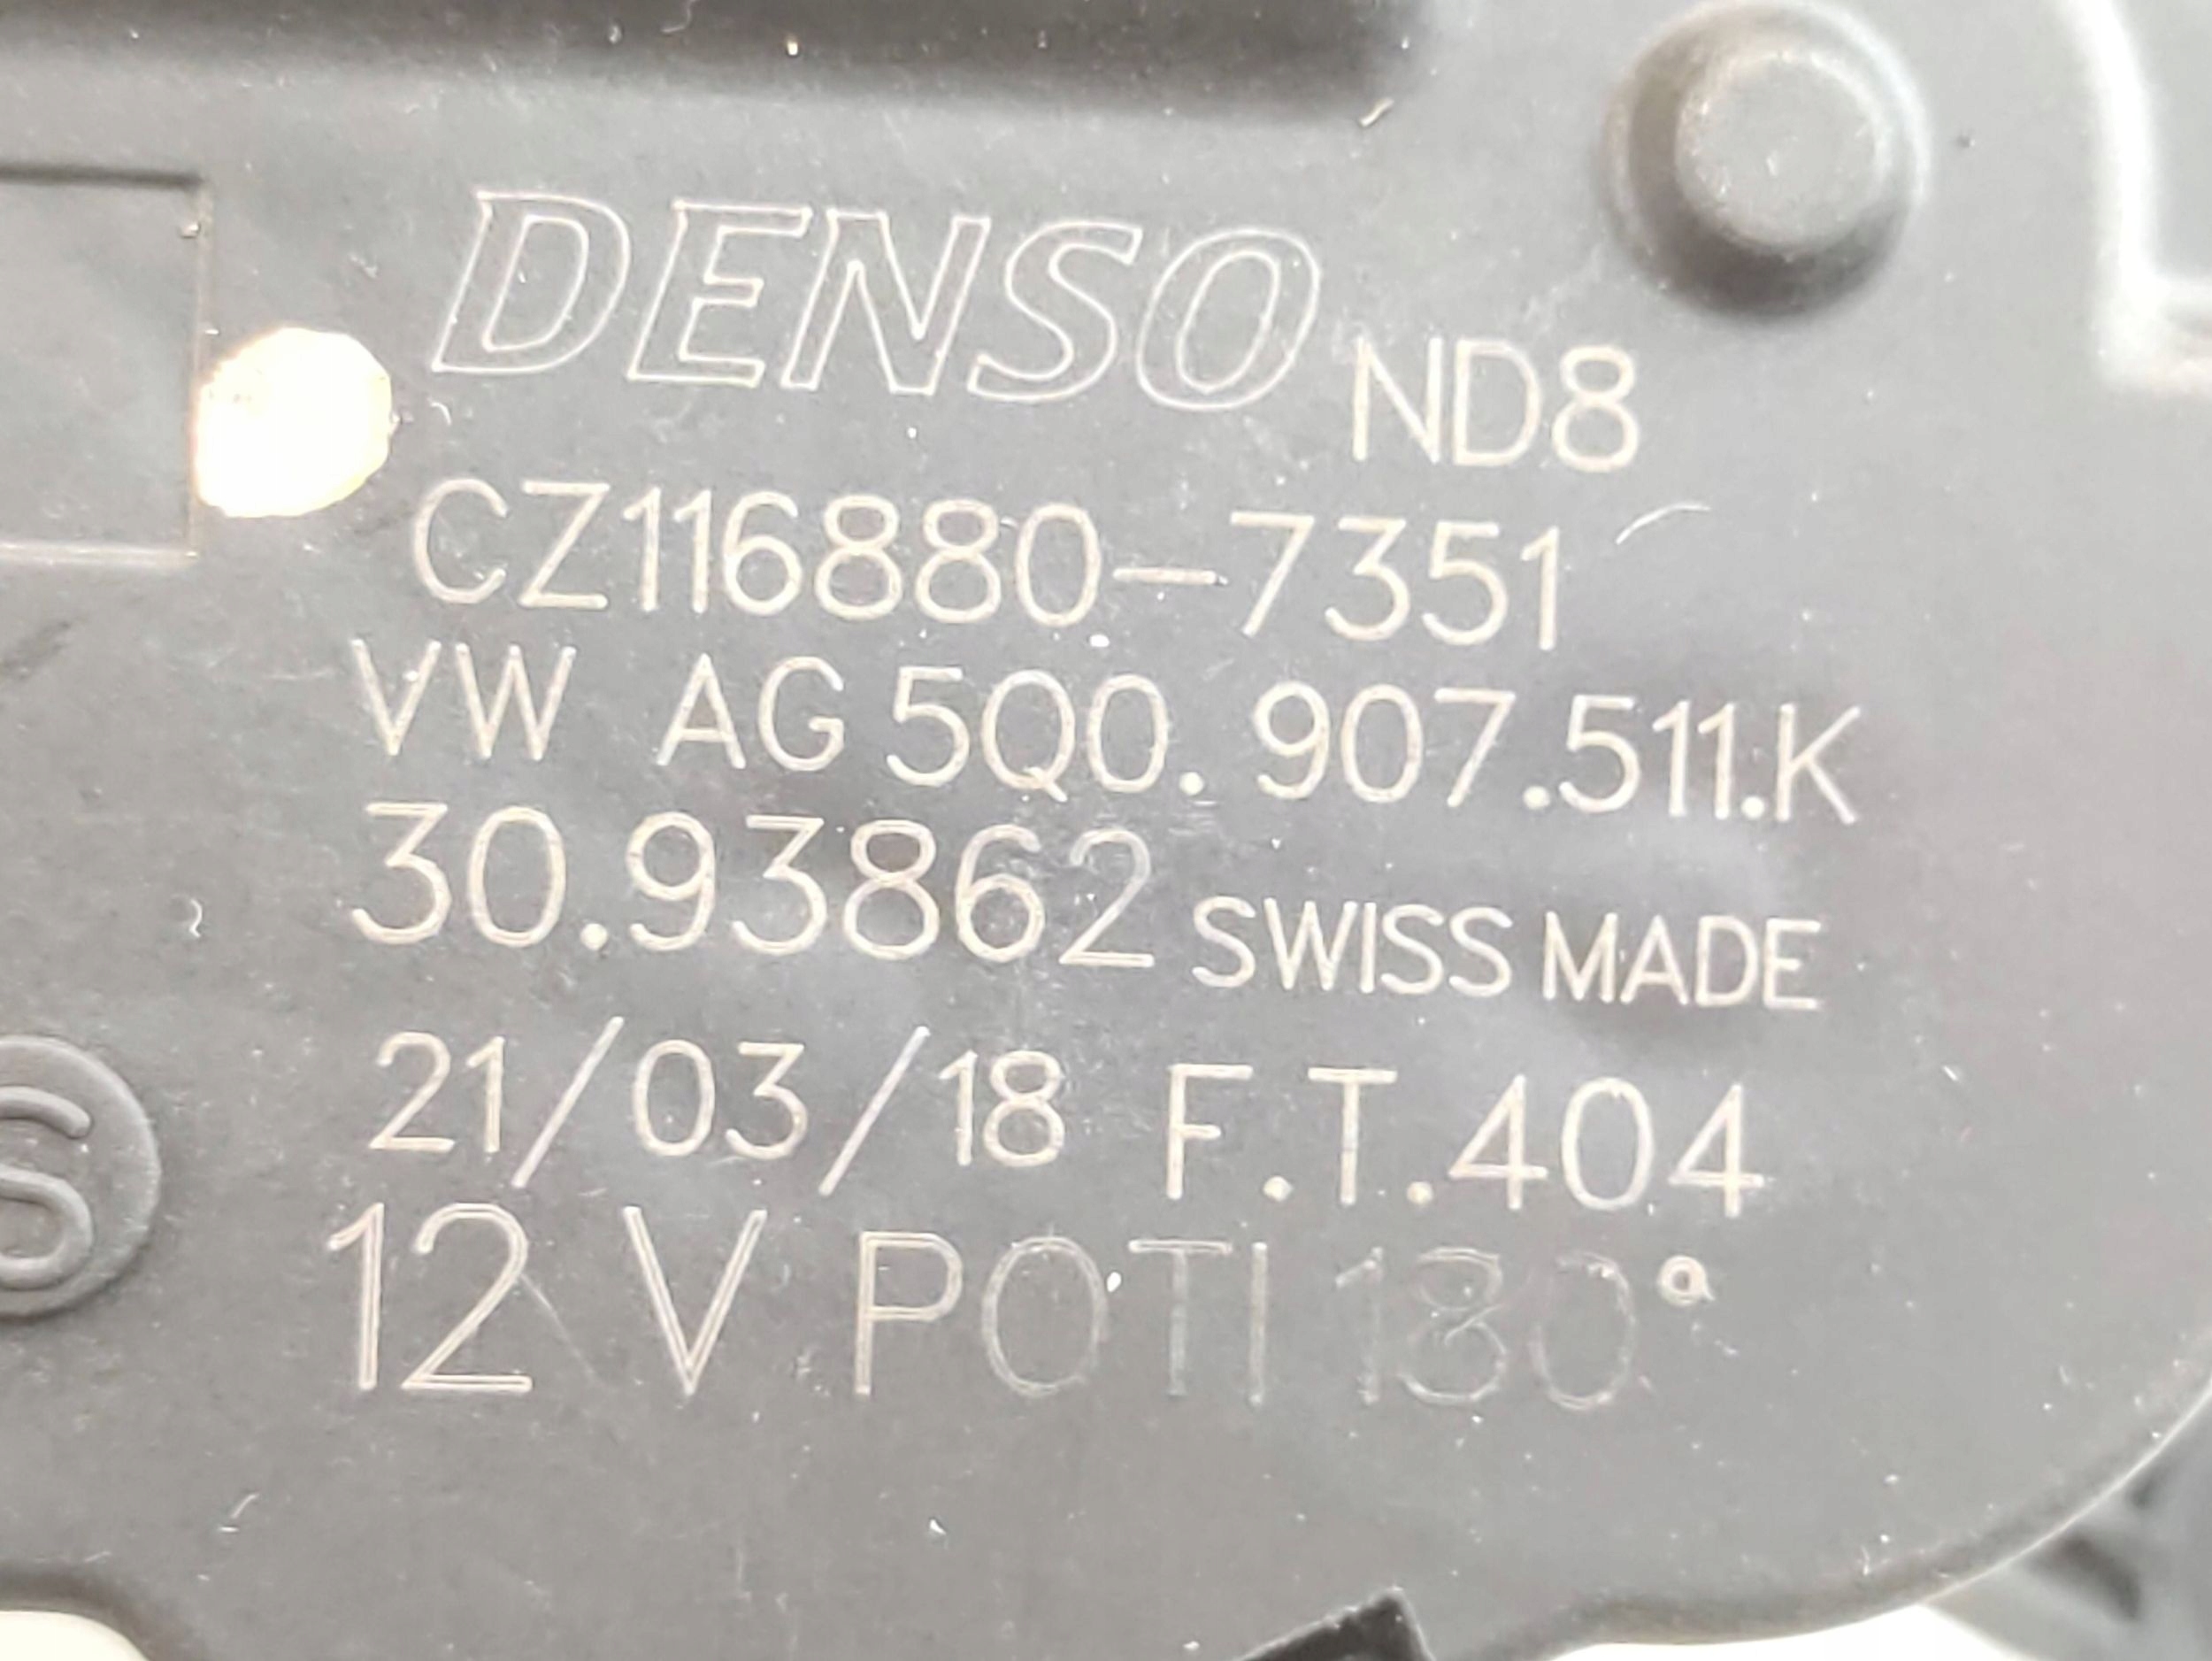 DENSO ND8
CZ116880-7351
VW AG 5Q0.907.511.K
30.93862 SWISS MADE
21/03/18 F.T.404
12 V POTI 180°
S